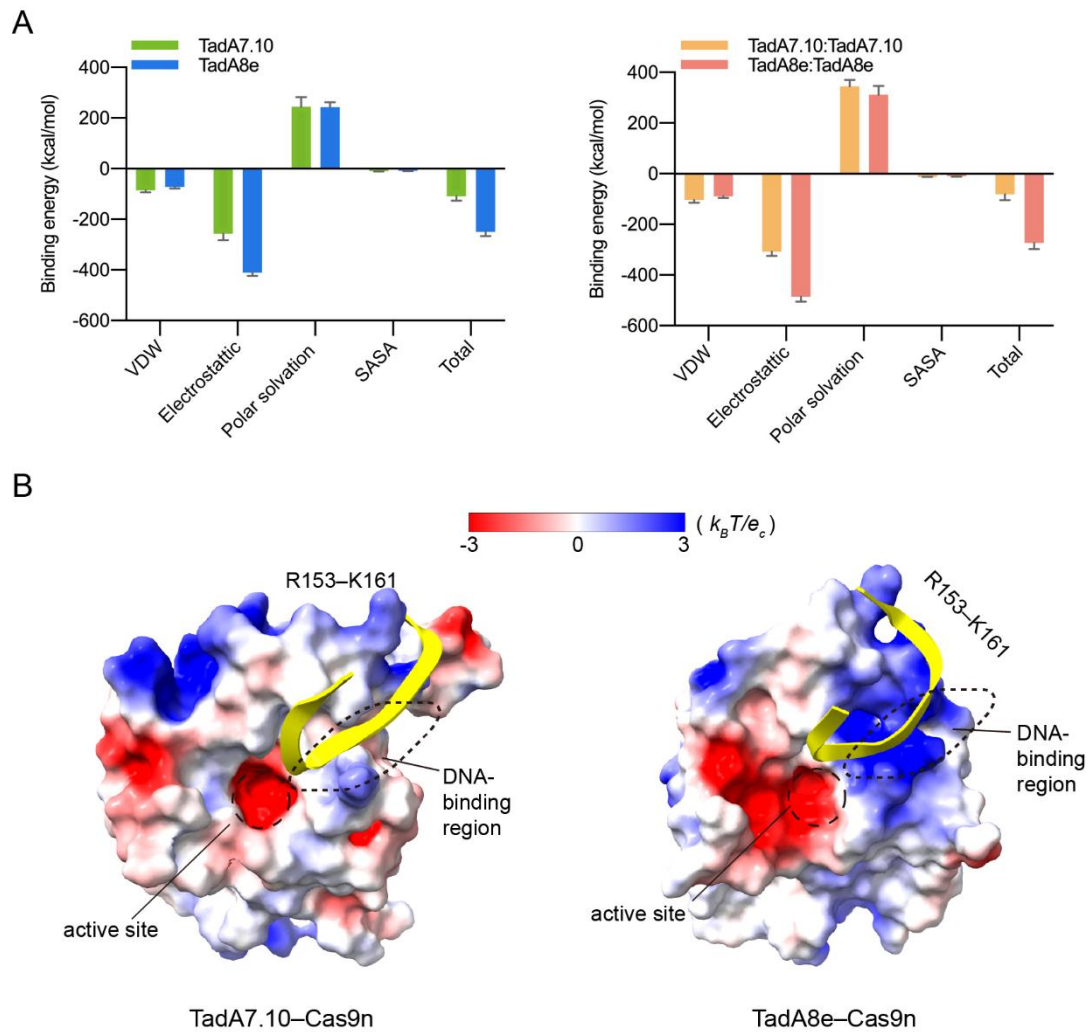 A
TadA7.10
TadA8e
400
200
0
-200
-400
-600
Binding energy (kcal/mol)
VDW
Electrostattic
Polar solvation
SASA
Total
TadA7.10:TadA7.10
TadA8e:TadA8e
400
200
0
-200
-400
-600
Binding energy (kcal/mol)
VDW
Electrostattic
Polar solvation
SASA
Total
B
-3 0 3 ( k_BT/e_c)
R153–K161
DNA-
binding
region
active site
TadA7.10–Cas9n
R153–K161
DNA-
binding
region
active site
TadA8e–Cas9n